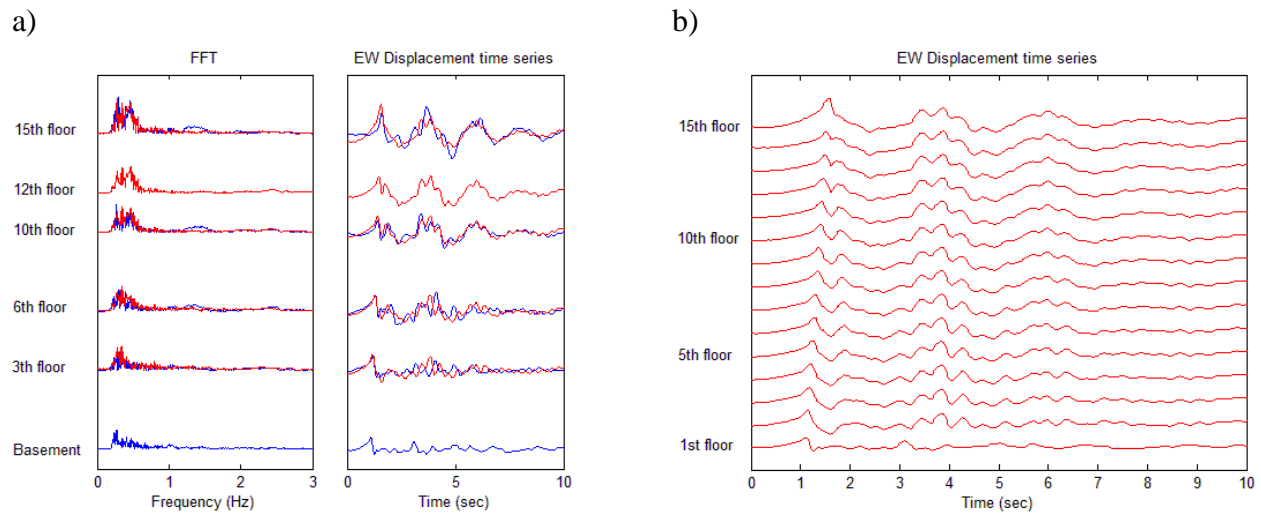 a)
FFT
EW Displacement time series
15th floor
12th floor
10th floor
6th floor
3th floor
Basement
0 1 2 3
Frequency (Hz)
0 5 10
Time (sec)
b)
EW Displacement time series
15th floor
10th floor
5th floor
1st floor
0 1 2 3 4 5 6 7 8 9 10
Time (sec)